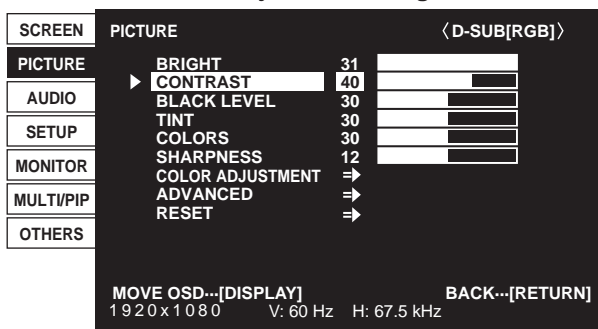 SCREEN
PICTURE
AUDIO
SETUP
MONITOR
MULTI/PIP
OTHERS
PICTURE 〈D-SUB[RGB]〉
BRIGHT 31
CONTRAST 40
BLACK LEVEL 30
TINT 30
COLORS 30
SHARPNESS 12
COLOR ADJUSTMENT
ADVANCED
RESET
MOVE OSD···[DISPLAY] BACK···[RETURN]
1920x1080 V: 60 Hz H: 67.5 kHz